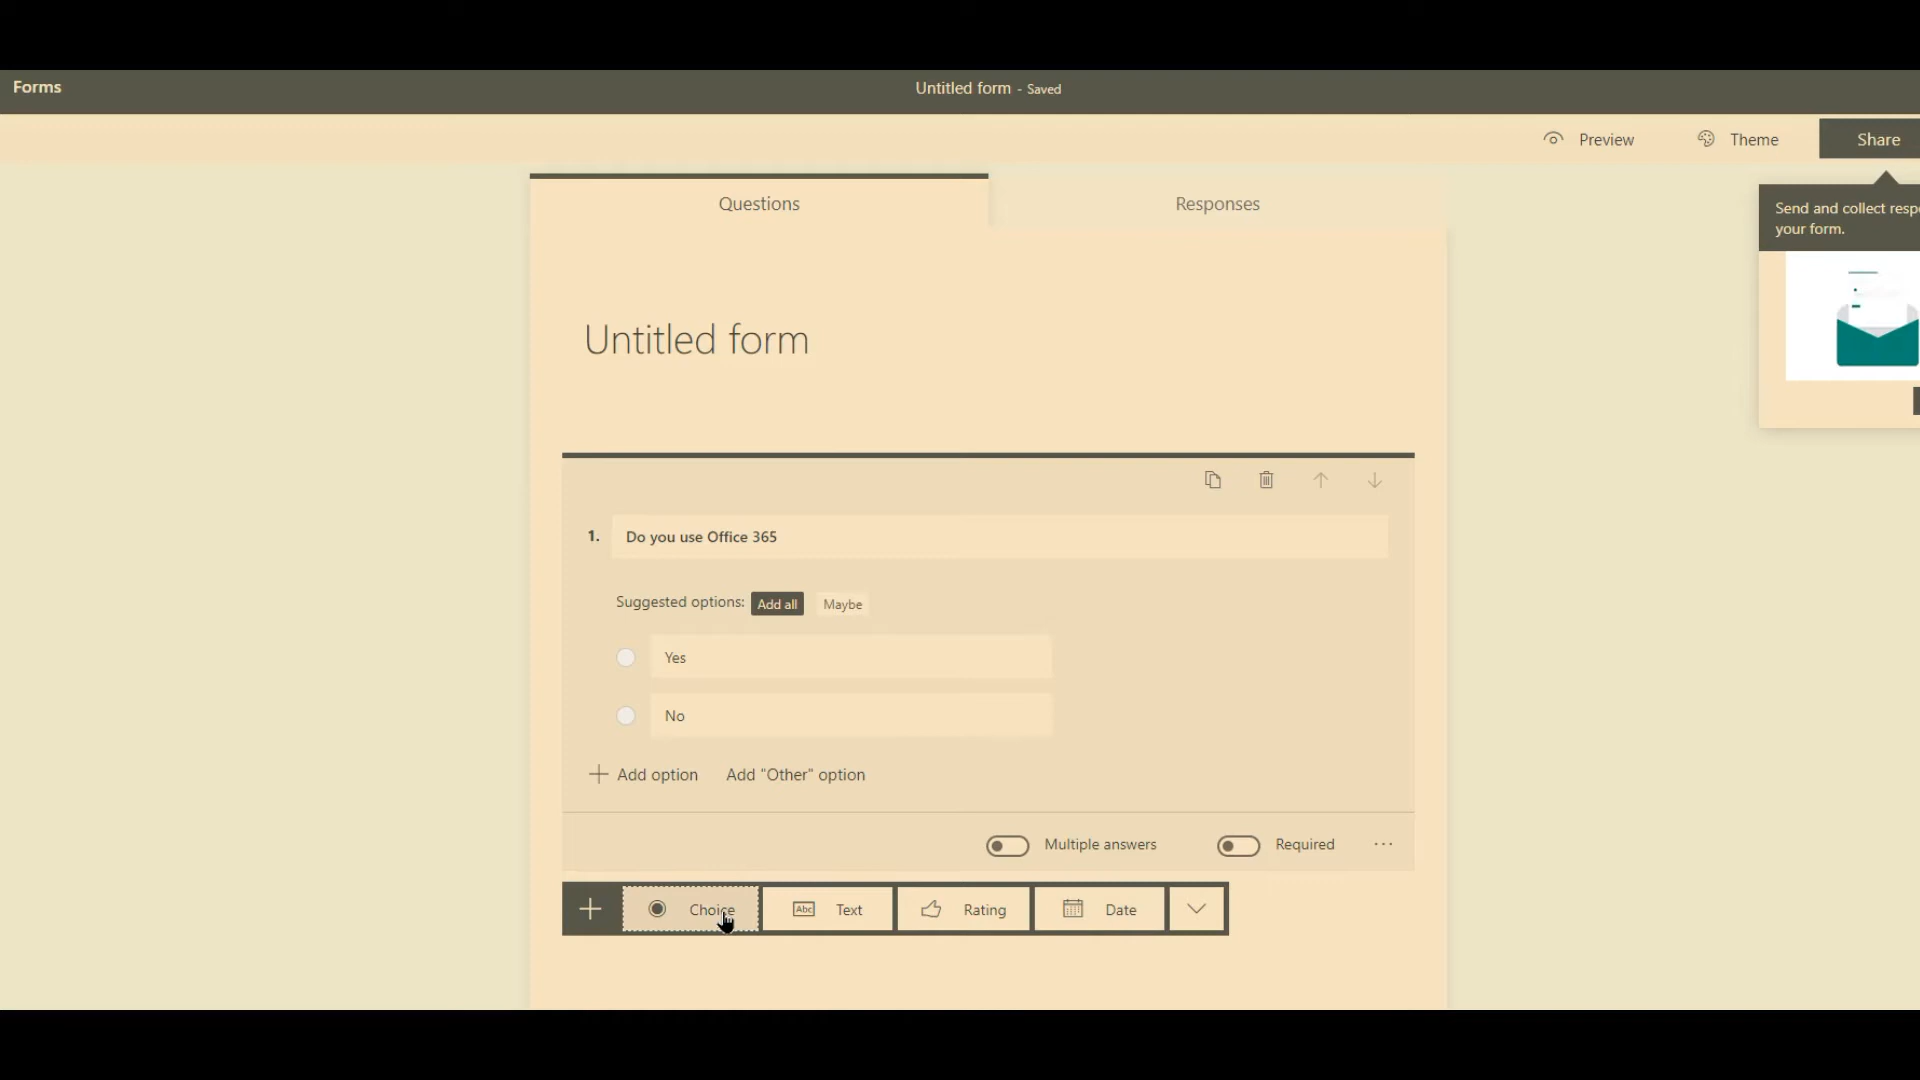 Forms
Untitled form - Saved
Preview
Theme
Share
Send and collect
your form.
Questions
Responses
Untitled form
1. Do you use Office 365
Suggested options: Add all Maybe
Yes
No
Add option Add "Other" option
Multiple answers Required
Choice
Abc Text
Rating
Date